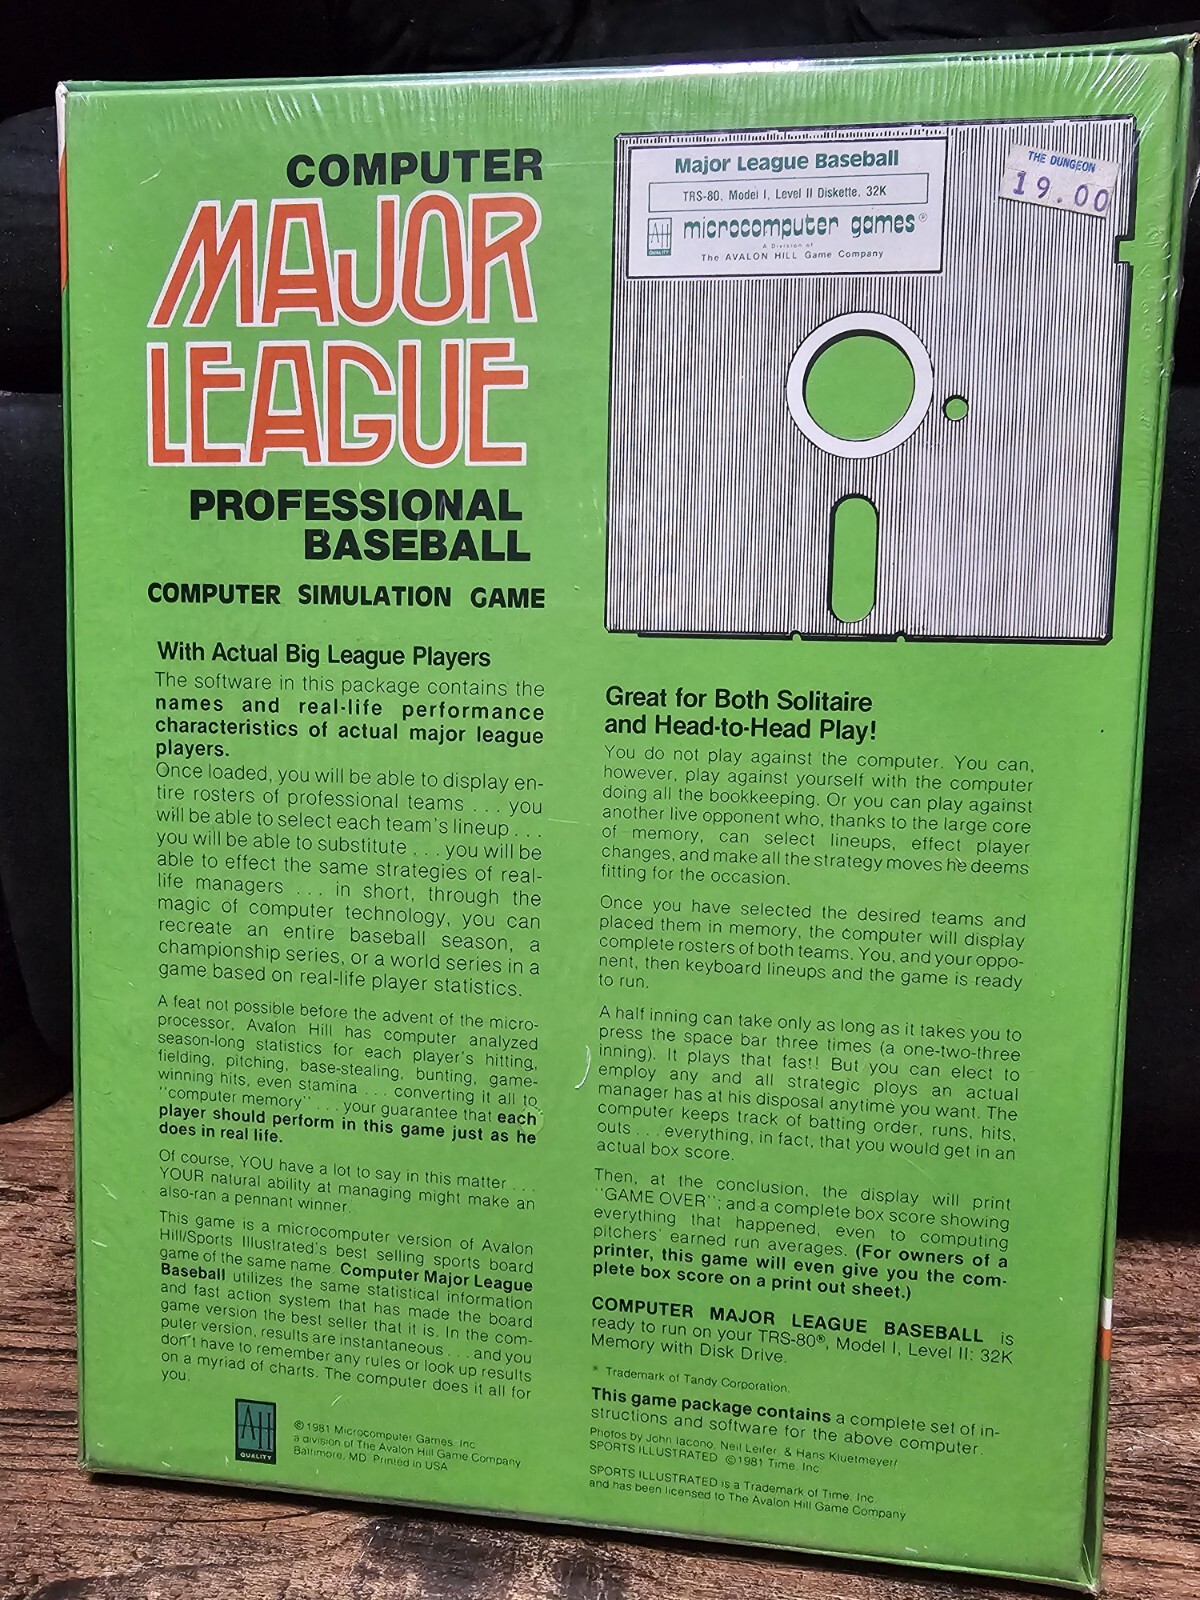 COMPUTER
MAJOR
LEAGUE
PROFESSIONAL
BASEBALL
COMPUTER SIMULATION GAME
With Actual Big League Players
The software in this package contains the
names and real-life performance
characteristics of actual major league
players.
Once loaded, you will be able to display en-
tire rosters of professional teams . . . you
will be able to select each team's lineup . . .
you will be able to substitute . . . you will be
able to effect the same strategies of real-
life managers . . . in short, through the
magic of computer technology, you can
recreate an entire baseball season, a
championship series, or a world series in a
game based on real-life player statistics.
A feat not possible before the advent of the micro-
processor, Avalon Hill has computer analyzed
season-long statistics for each player's hitting,
fielding, pitching, base-stealing, bunting, game-
winning hits, even stamina . . . converting it all to
"computer memory" . . . your guarantee that each
player should perform in this game just as he
does in real life.
Of course, YOU have a lot to say in this matter . . .
YOUR natural ability at managing might make an
also-ran a pennant winner.
This game is a microcomputer version of Avalon
Hill/Sports Illustrated's best selling sports board
game of the same name. Computer Major League
Baseball utilizes the same statistical information
and fast action system that has made the board
game version the best seller that it is. In the com-
puter version, results are instantaneous . . . and you
don't have to remember any rules or look up results
on a myriad of charts. The computer does it all for
you.
AH
QUALITY
© 1981 Microcomputer Games, Inc
a division of The Avalon Hill Game Company
Baltimore, MD Printed in USA
Major League Baseball
TRS-80, Model I, Level II Diskette, 32K
AH
QUALITY
microcomputer games®
A Division of
The AVALON HILL Game Company
THE DUNGEON
19.00
Great for Both Solitaire
and Head-to-Head Play!
You do not play against the computer. You can,
however, play against yourself with the computer
doing all the bookkeeping. Or you can play against
another live opponent who, thanks to the large core
of memory, can select lineups, effect player
changes, and make all the strategy moves he deems
fitting for the occasion.
Once you have selected the desired teams and
placed them in memory, the computer will display
complete rosters of both teams. You, and your oppo-
nent, then keyboard lineups and the game is ready
to run.
A half inning can take only as long as it takes you to
press the space bar three times (a one-two-three
inning). It plays that fast! But you can elect to
employ any and all strategic ploys an actual
manager has at his disposal anytime you want. The
computer keeps track of batting order, runs, hits,
outs . . . everything, in fact, that you would get in an
actual box score.
Then, at the conclusion, the display will print
"GAME OVER"; and a complete box score showing
everything that happened, even to computing
pitchers' earned run averages. (For owners of a
printer, this game will even give you the com-
plete box score on a print out sheet.)
COMPUTER MAJOR LEAGUE BASEBALL is
ready to run on your TRS-80®, Model I, Level II: 32K
Memory with Disk Drive.
* Trademark of Tandy Corporation.
This game package contains a complete set of in-
structions and software for the above computer.
Photos by John Iacono, Neil Leifer, & Hans Kluetmeyer/
SPORTS ILLUSTRATED ©1981 Time, Inc
SPORTS ILLUSTRATED is a Trademark of Time, Inc
and has been licensed to The Avalon Hill Game Company